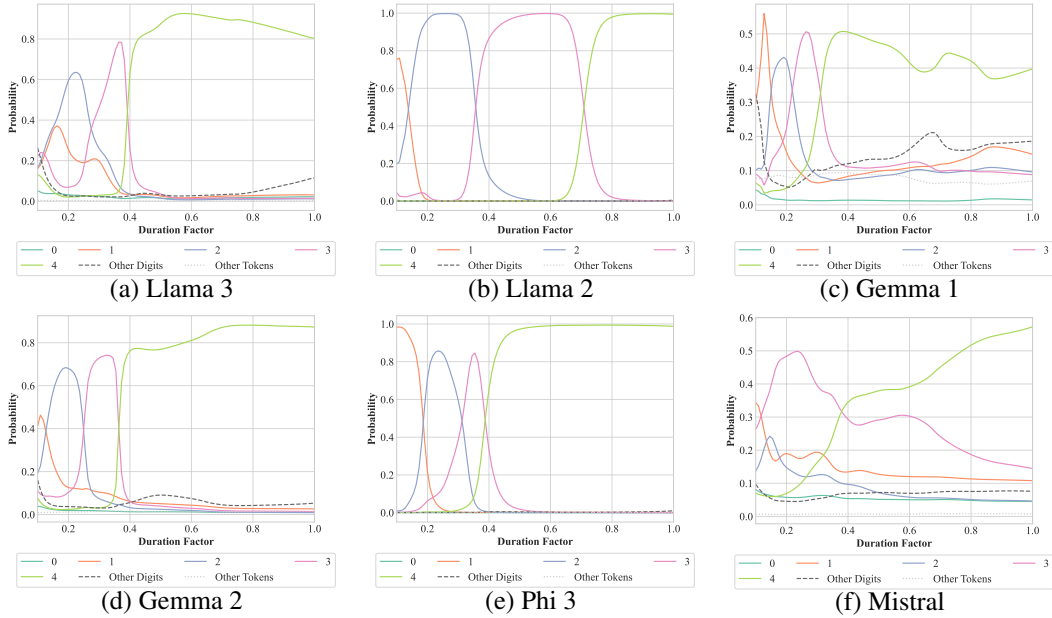 Probability
0.8
0.6
0.4
0.2
0.0
0.2 0.4 0.6 0.8 1.0
Duration Factor
0 1 2 3
4 Other Digits Other Tokens
(a) Llama 3
Probability
1.0
0.8
0.6
0.4
0.2
0.0
0.2 0.4 0.6 0.8 1.0
Duration Factor
0 1 2 3
4 Other Digits Other Tokens
(b) Llama 2
Probability
0.5
0.4
0.3
0.2
0.1
0.0
0.2 0.4 0.6 0.8 1.0
Duration Factor
0 1 2 3
4 Other Digits Other Tokens
(c) Gemma 1
Probability
0.8
0.6
0.4
0.2
0.0
0.2 0.4 0.6 0.8 1.0
Duration Factor
0 1 2 3
4 Other Digits Other Tokens
(d) Gemma 2
Probability
1.0
0.8
0.6
0.4
0.2
0.0
0.2 0.4 0.6 0.8 1.0
Duration Factor
0 1 2 3
4 Other Digits Other Tokens
(e) Phi 3
Probability
0.6
0.5
0.4
0.3
0.2
0.1
0.0
0.2 0.4 0.6 0.8 1.0
Duration Factor
0 1 2 3
4 Other Digits Other Tokens
(f) Mistral